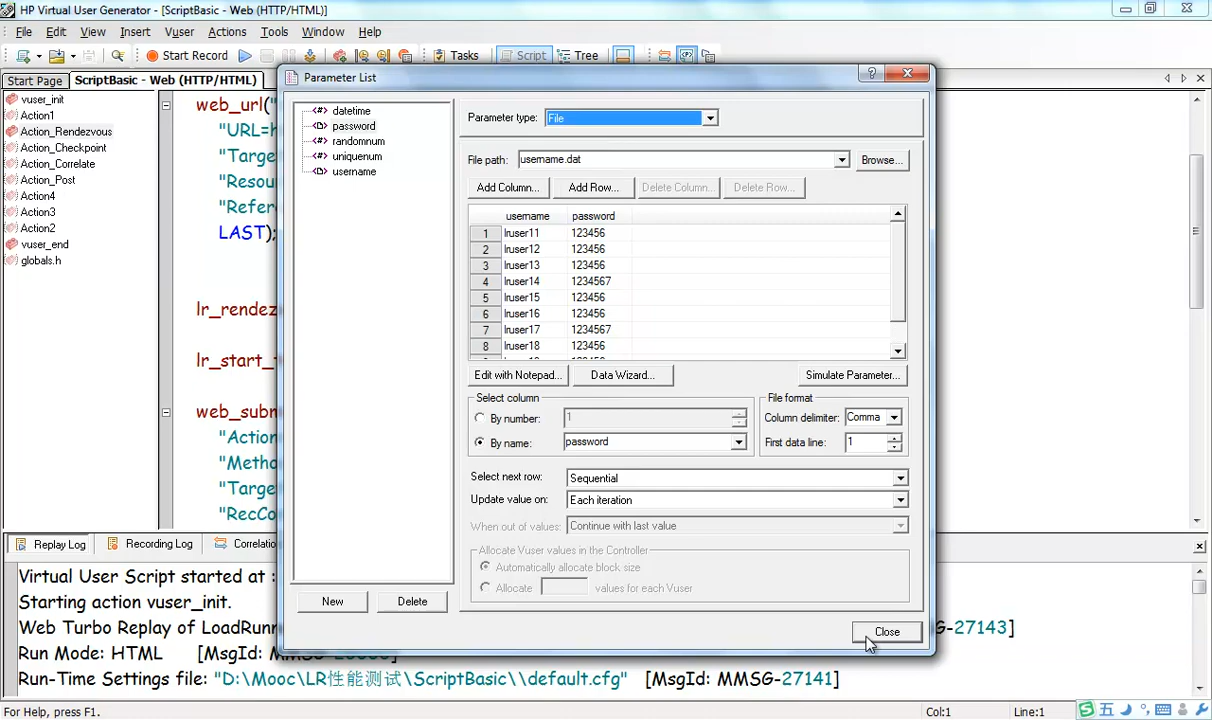 HP Virtual User Generator - [ScriptBasic - Web (HTTP/HTML)]
File Edit View Insert Vuser Actions Tools Window Help
Start Record Tasks Script Tree
Start Page ScriptBasic - Web (HTTP/HTML)
vuser_init
Action1
Action_Rendezvous
Action_Checkpoint
Action_Correlate
Action_Post
Action4
Action3
Action2
vuser_end
globals.h
web_url("
"URL=h
"Targe
"Resou
"Refer
LAST);
lr_rendez
lr_start_t
web_subm
"Action
"Metho
"Targe
"RecCo
Parameter List
datetime
password
randomnum
uniquenum
username
New Delete
Parameter type: File
File path: username.dat Browse...
Add Column... Add Row... Delete Column... Delete Row...
username password
1 lruser11 123456
2 lruser12 123456
3 lruser13 123456
4 lruser14 1234567
5 lruser15 123456
6 lruser16 123456
7 lruser17 1234567
8 lruser18 123456
Edit with Notepad... Data Wizard... Simulate Parameter...
Select column
By number: 1
By name: password
File format
Column delimiter: Comma
First data line: 1
Select next row: Sequential
Update value on: Each iteration
When out of values: Continue with last value
Allocate Vuser values in the Controller
Automatically allocate block size
Allocate values for each Vuser
Close
Replay Log Recording Log Correlatio
Virtual User Script started at :
Starting action vuser_init.
Web Turbo Replay of LoadRunn G-27143]
Run Mode: HTML [MsgId: MMSG-
Run-Time Settings file: "D:\Mooc\LR性能测试\ScriptBasic\\default.cfg" [MsgId: MMSG-27141]
For Help, press F1. Col:1 Line:1
五